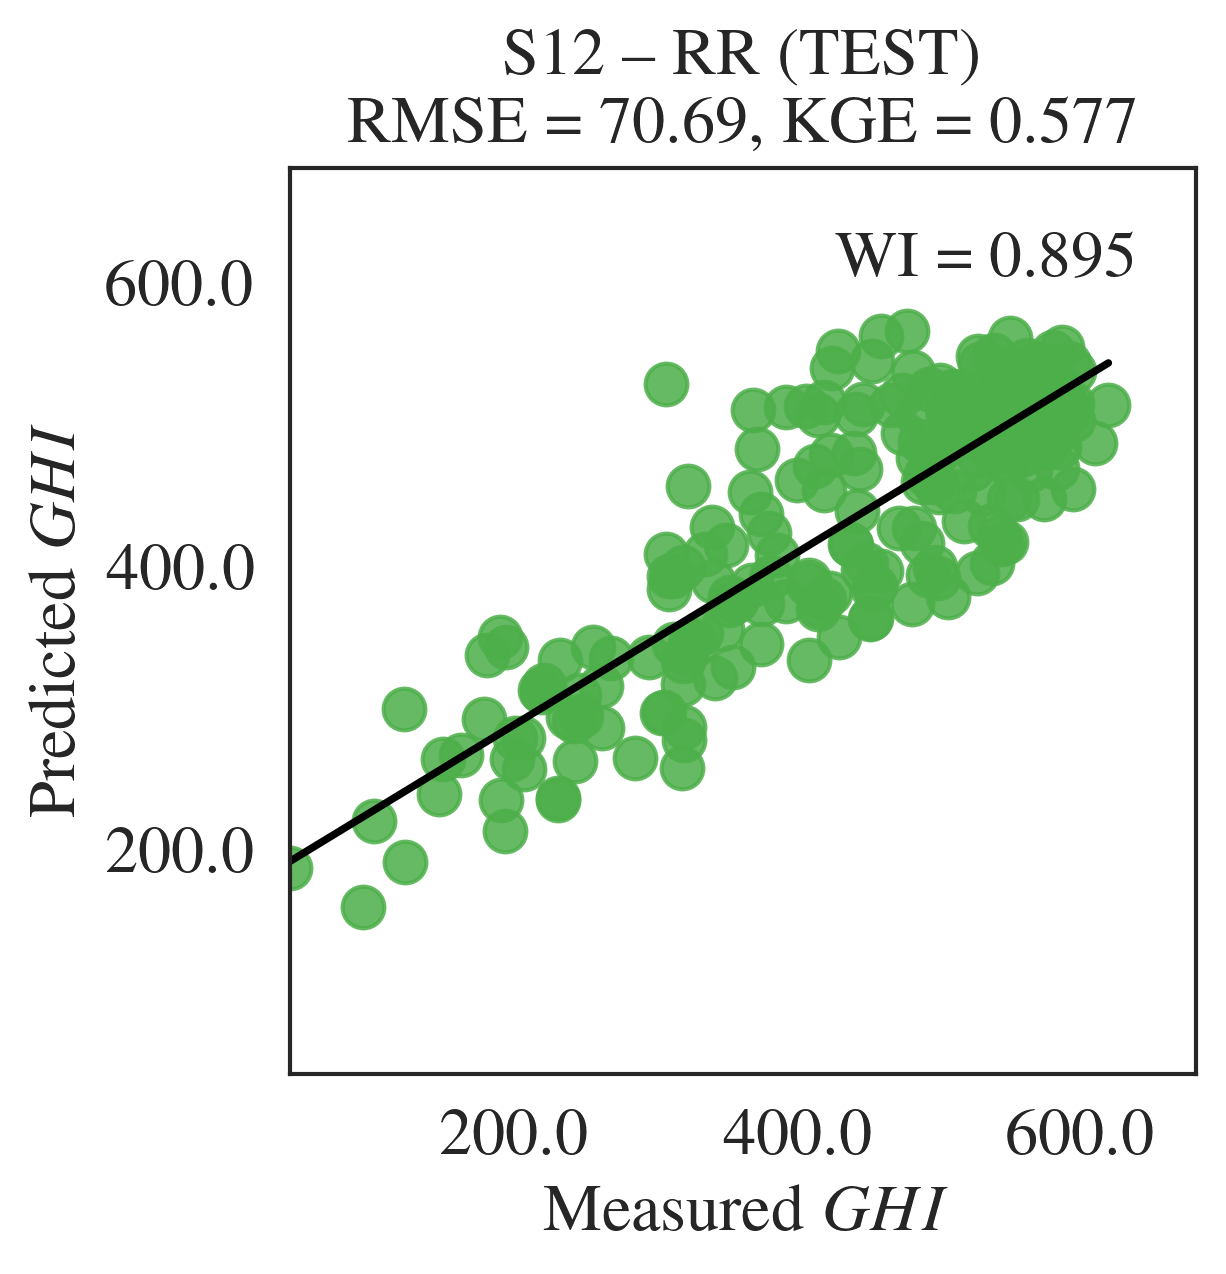 S12 – RR (TEST)
RMSE = 70.69, KGE = 0.577
WI = 0.895
600.0
400.0
200.0
Predicted GHI
200.0 400.0 600.0
Measured GHI